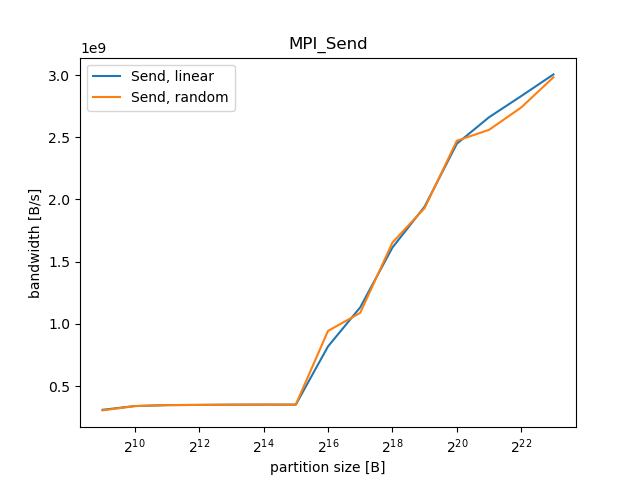 MPI_Send
1e9
Send, linear
Send, random
3.0
2.5
2.0
1.5
1.0
0.5
bandwidth [B/s]
2^10 2^12 2^14 2^16 2^18 2^20 2^22
partition size [B]